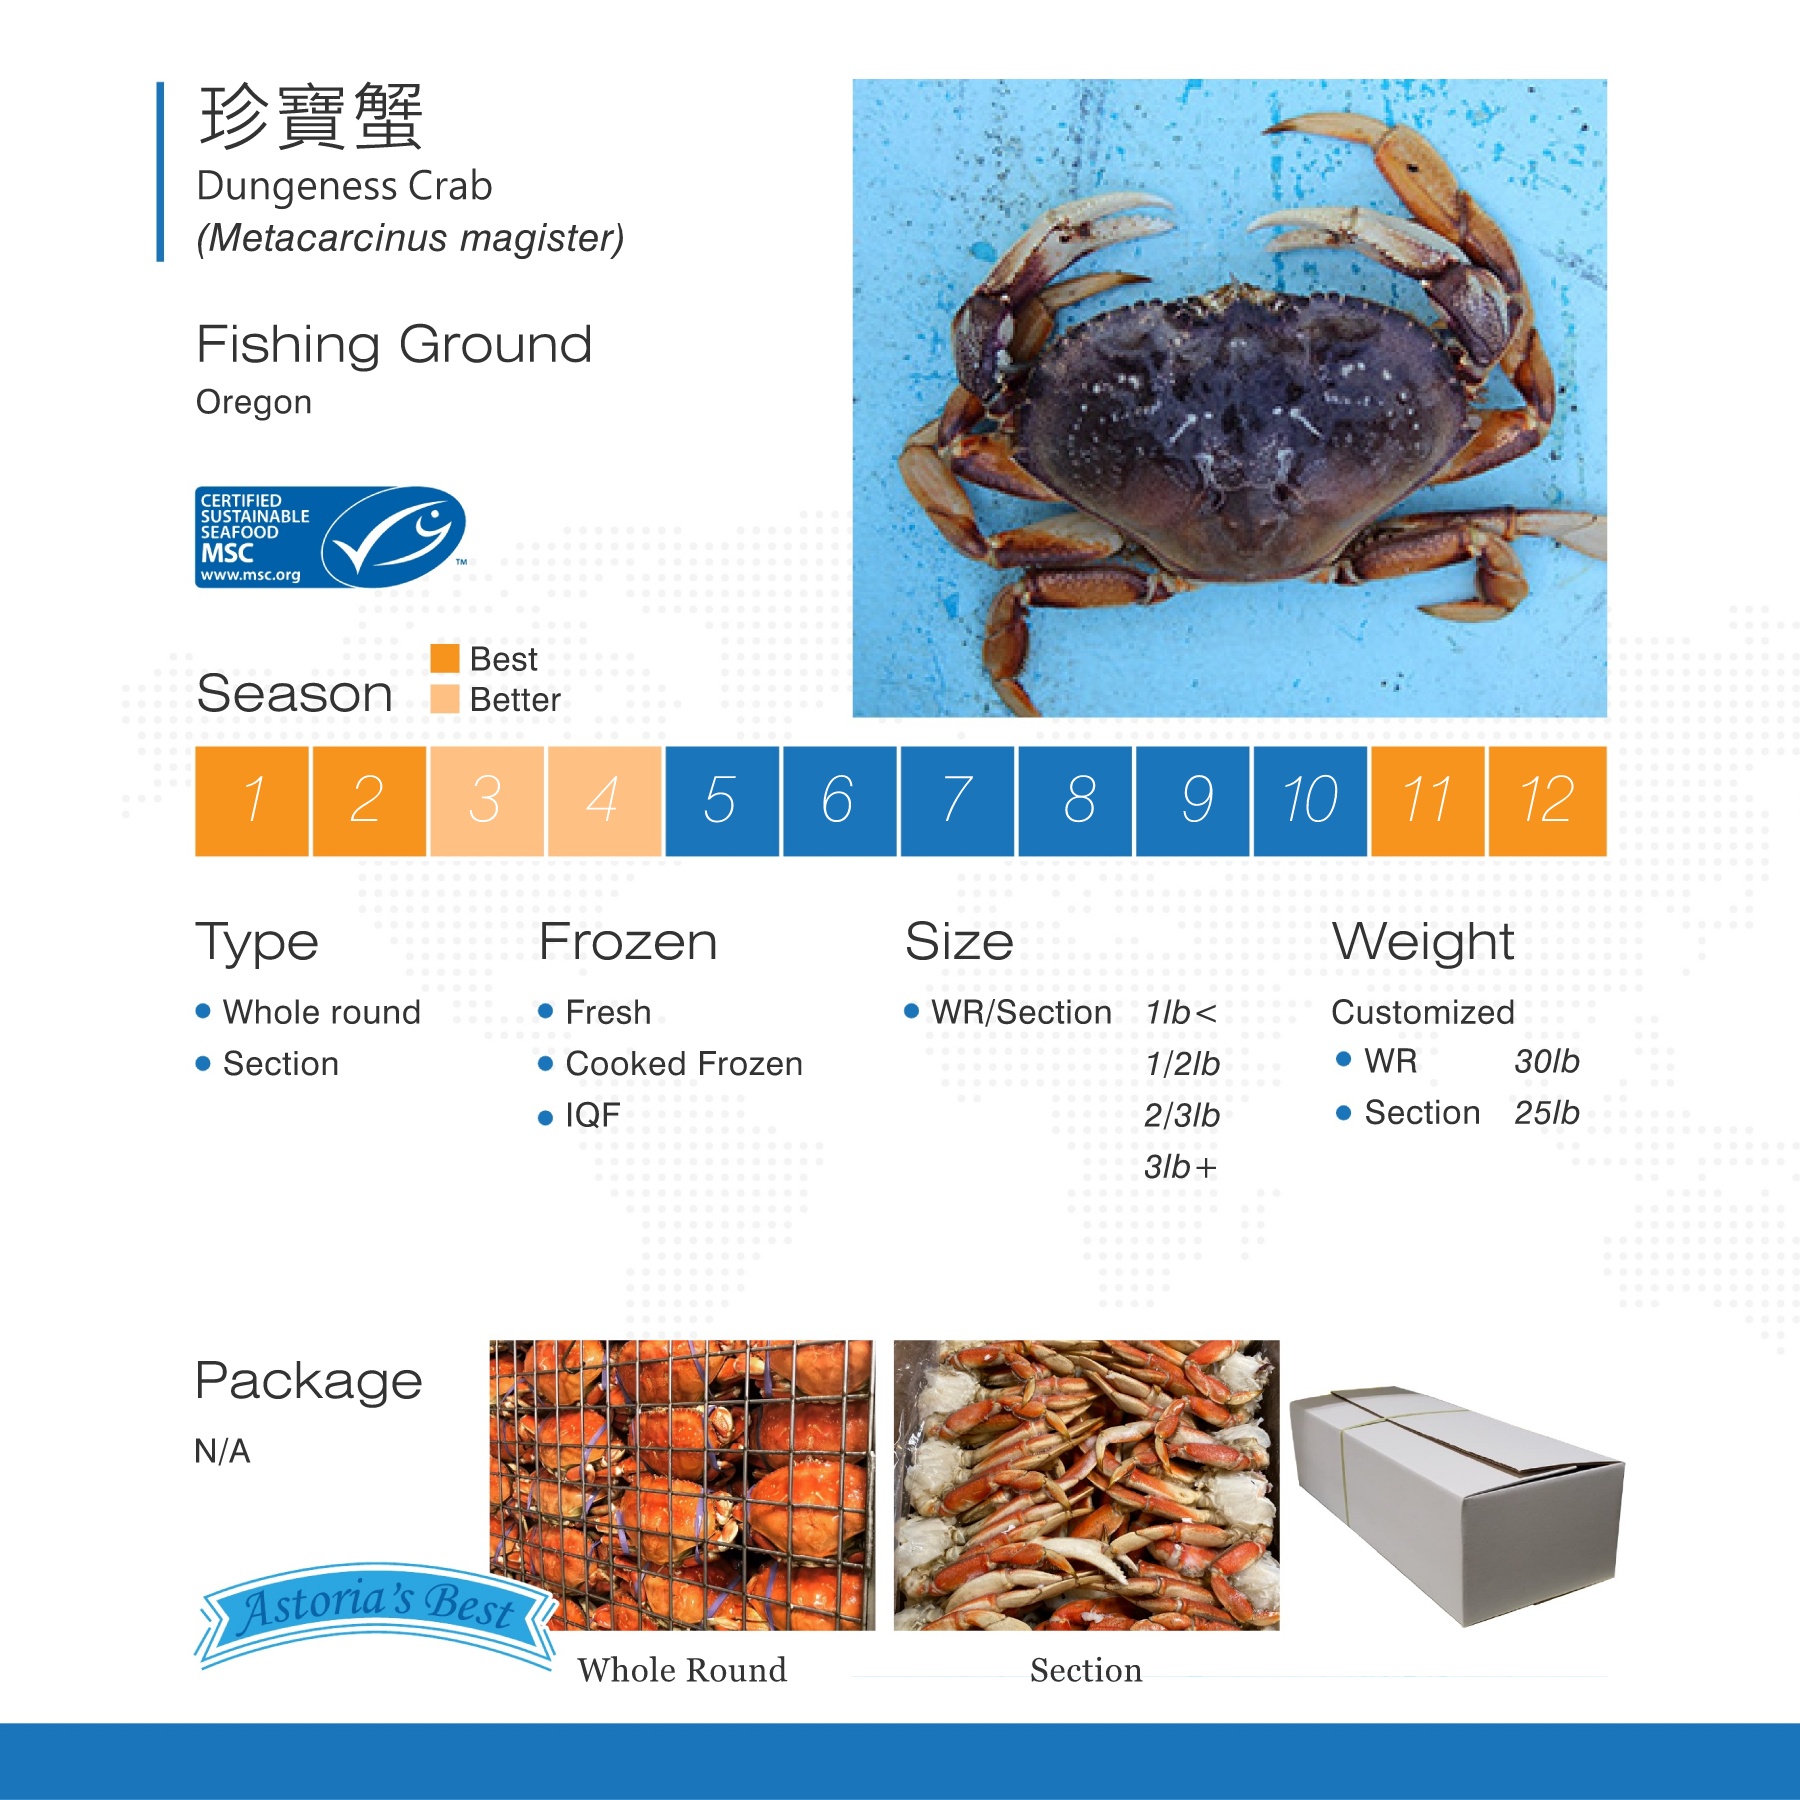 珍寶蟹
Dungeness Crab
(Metacarcinus magister)
Fishing Ground
Oregon
CERTIFIED
SUSTAINABLE
SEAFOOD
MSC
www.msc.org
TM
Season
Best
Better
1 2 3 4 5 6 7 8 9 10 11 12
Type
Whole round
Section
Frozen
Fresh
Cooked Frozen
IQF
Size
WR/Section 1lb<
1/2lb
2/3lb
3lb+
Weight
Customized
WR 30lb
Section 25lb
Package
N/A
Astoria's Best
Whole Round
Section